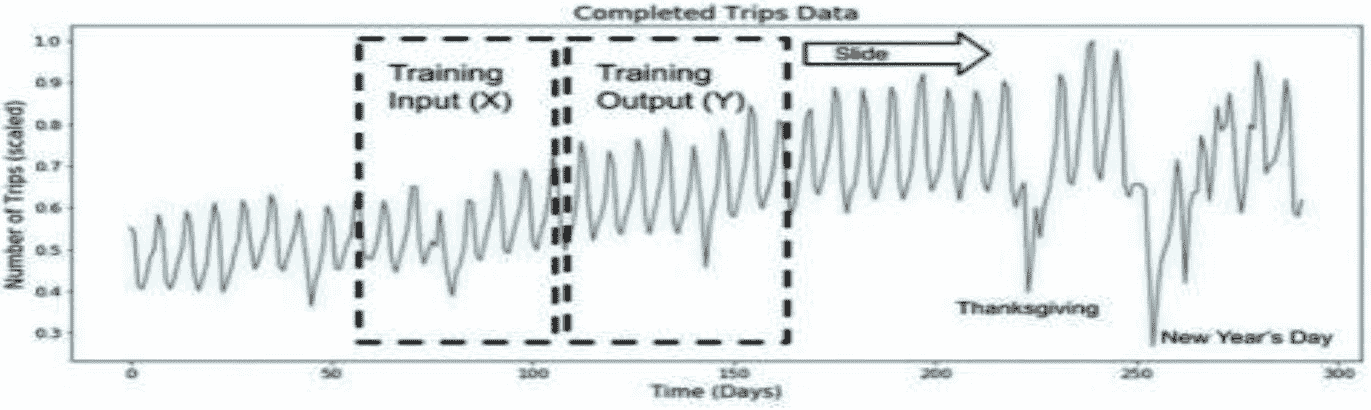 Completed Trips Data
Number of Trips (scaled)
1.0
0.9
0.8
0.7
0.6
0.5
0.4
0.3
Training
Input (X)
Training
Output (Y)
Slide
Thanksgiving
New Year's Day
0
50
100
150
200
250
300
Time (Days)